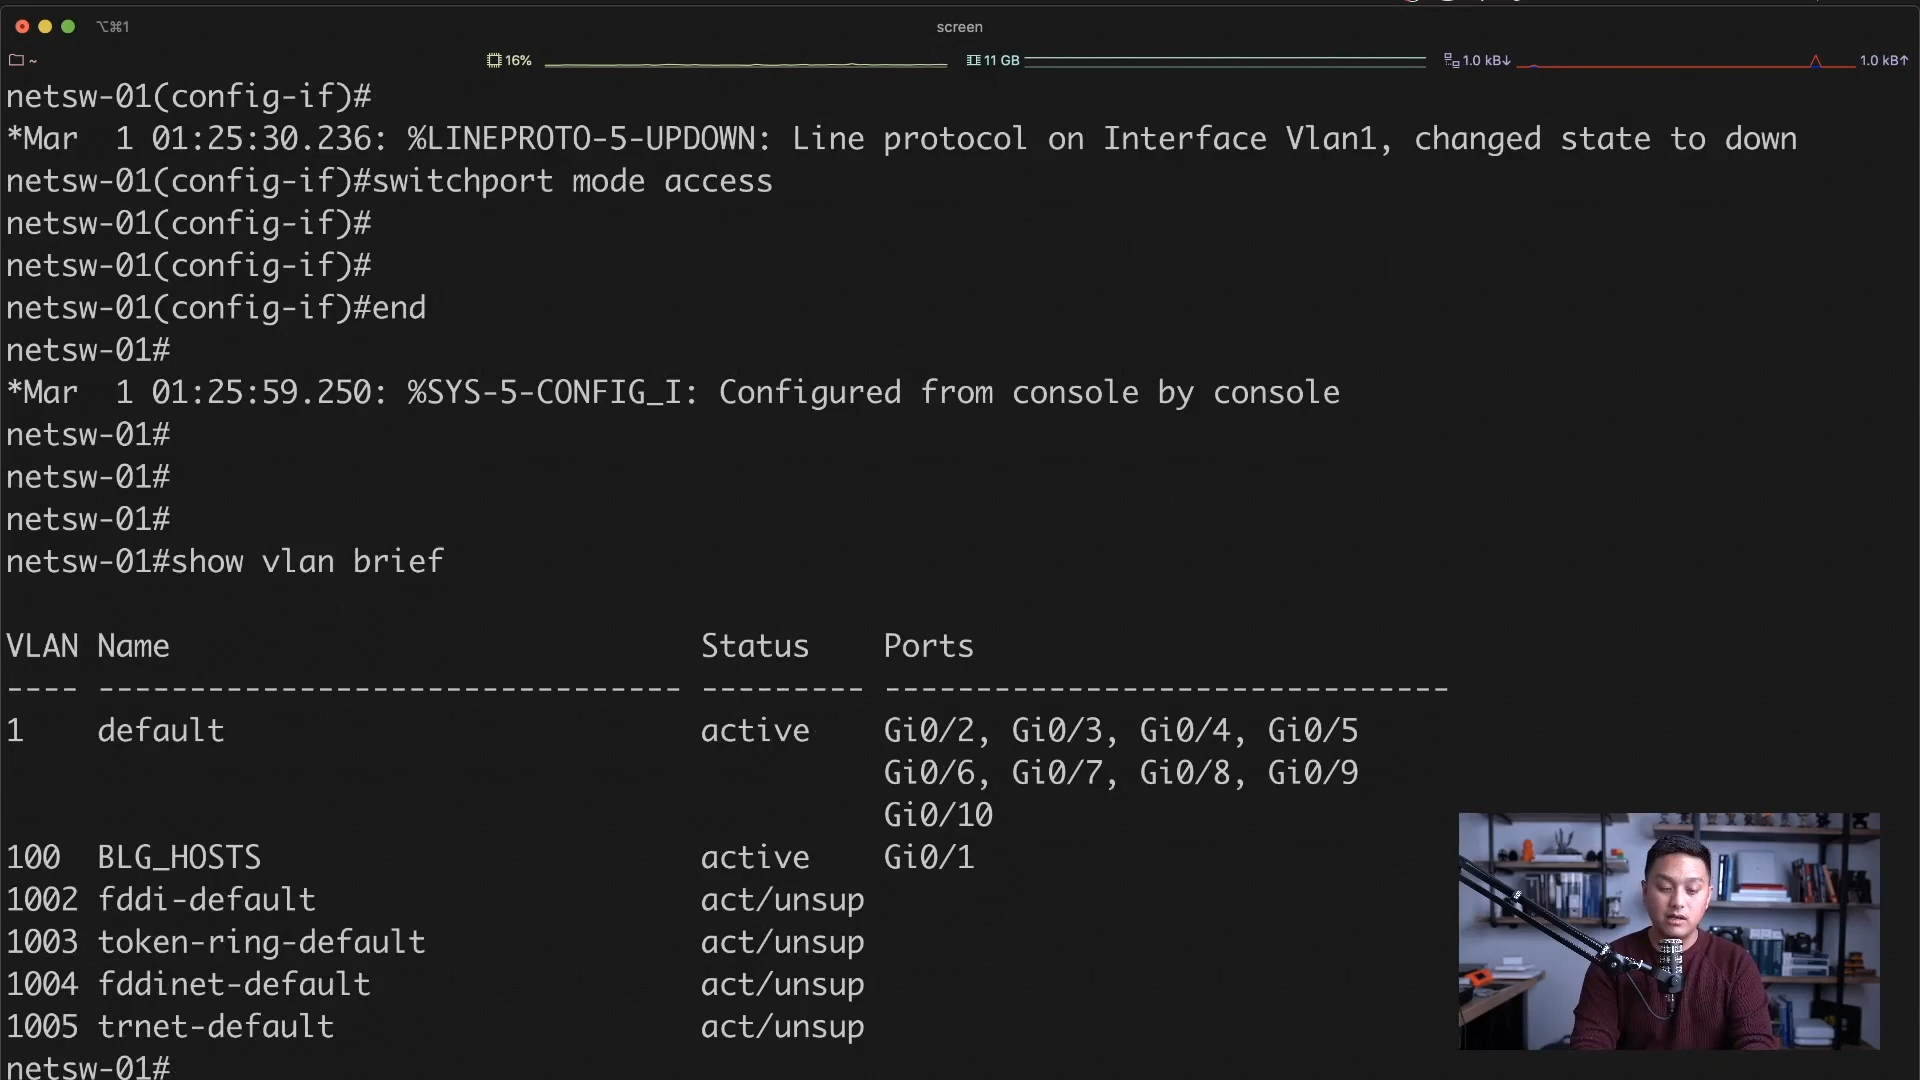 ⌥⌘1
screen
~
16%
11 GB
1.0 kB↓
1.0 kB↑
netsw-01(config-if)#
*Mar  1 01:25:30.236: %LINEPROTO-5-UPDOWN: Line protocol on Interface Vlan1, changed state to down
netsw-01(config-if)#switchport mode access
netsw-01(config-if)#
netsw-01(config-if)#
netsw-01(config-if)#end
netsw-01#
*Mar  1 01:25:59.250: %SYS-5-CONFIG_I: Configured from console by console
netsw-01#
netsw-01#
netsw-01#
netsw-01#show vlan brief
VLAN Name                             Status    Ports
---- -------------------------------- --------- -------------------------------
1    default                          active    Gi0/2, Gi0/3, Gi0/4, Gi0/5
                                                Gi0/6, Gi0/7, Gi0/8, Gi0/9
                                                Gi0/10
100  BLG_HOSTS                        active    Gi0/1
1002 fddi-default                     act/unsup
1003 token-ring-default               act/unsup
1004 fddinet-default                  act/unsup
1005 trnet-default                    act/unsup
netsw-01#